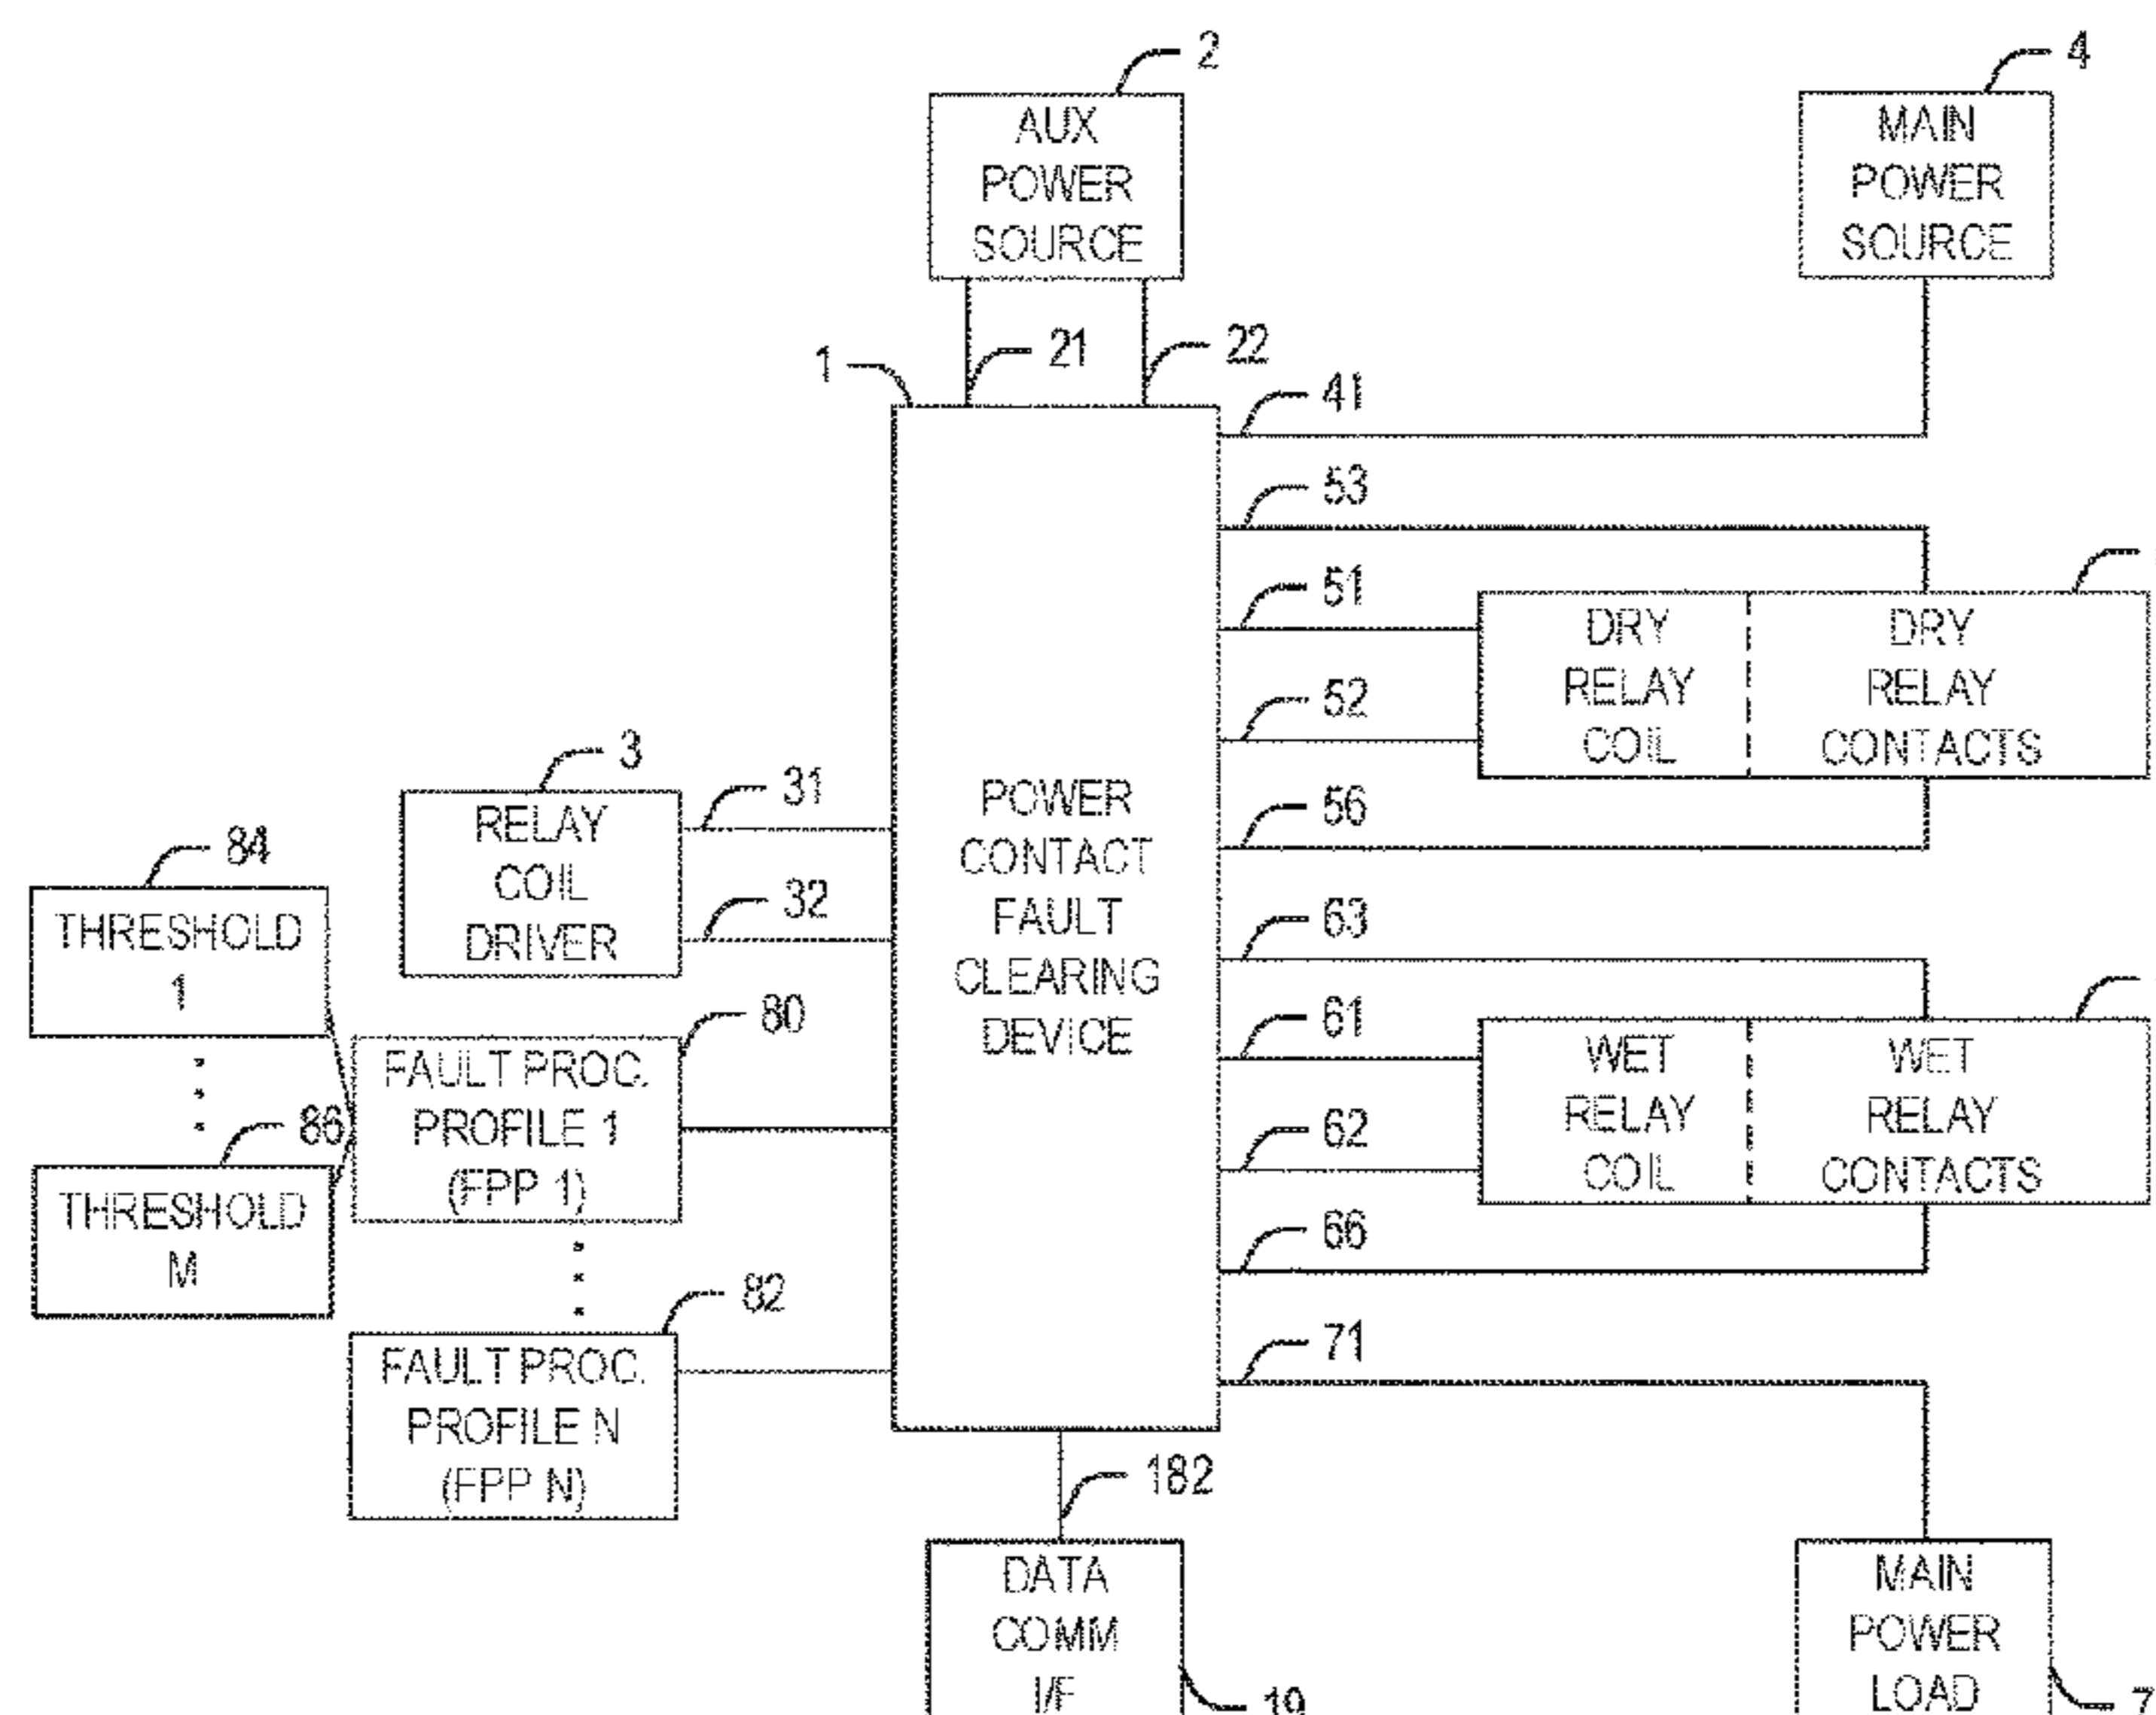 2
4
AUX
POWER
SOURCE
MAIN
POWER
SOURCE
1
21
22
41
53
51
DRY
RELAY
COIL
DRY
RELAY
CONTACTS
52
56
3
RELAY
COIL
DRIVER
31
32
84
THRESHOLD
1
86
THRESHOLD
M
80
FAULT PROC.
PROFILE 1
(FPP 1)
82
FAULT PROC.
PROFILE N
(FPP N)
POWER
CONTACT
FAULT
CLEARING
DEVICE
63
61
WET
RELAY
COIL
WET
RELAY
CONTACTS
62
66
71
182
DATA
COMM
I/F
19
MAIN
POWER
LOAD
7